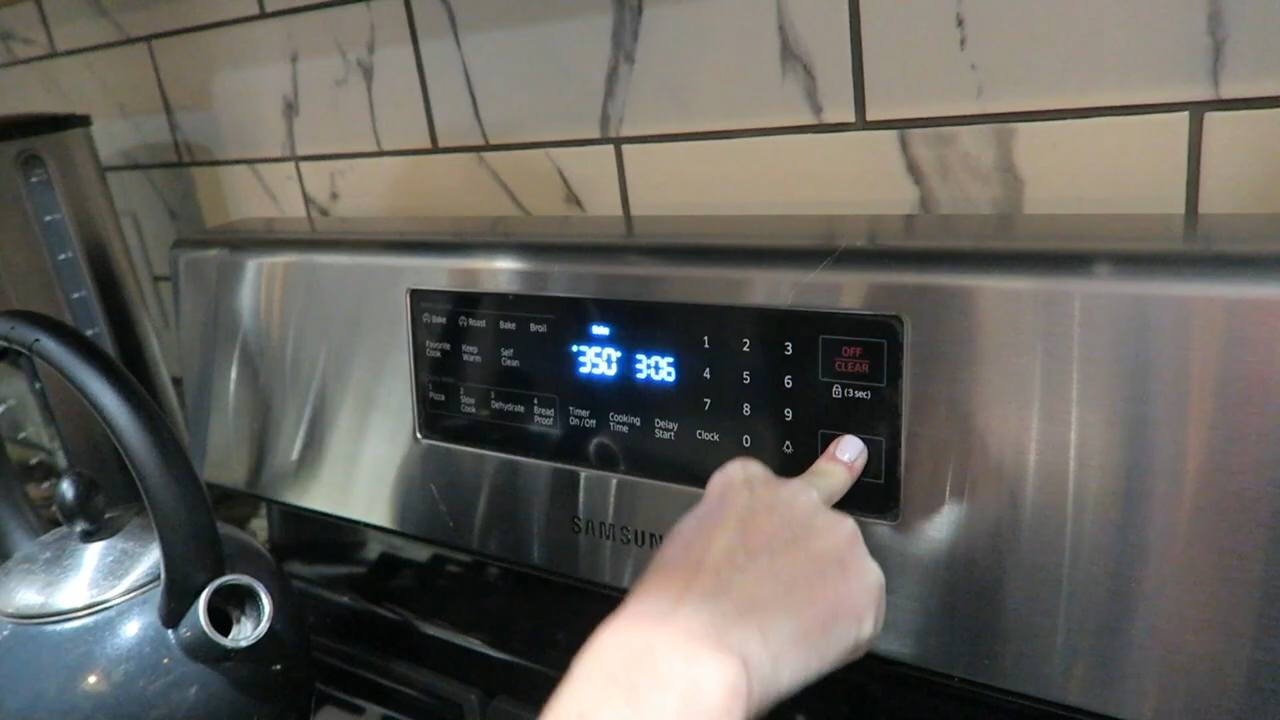 Bake Roast Bake Broil
Bake
Favorite Cook Keep Warm Self Clean
350° 3:06
1 Pizza 2 Slow Cook 3 Dehydrate 4 Bread Proof
Timer On/Off Cooking Time Delay Start Clock
1 2 3
4 5 6
7 8 9
0
OFF
CLEAR
(3 sec)
SAMSUN